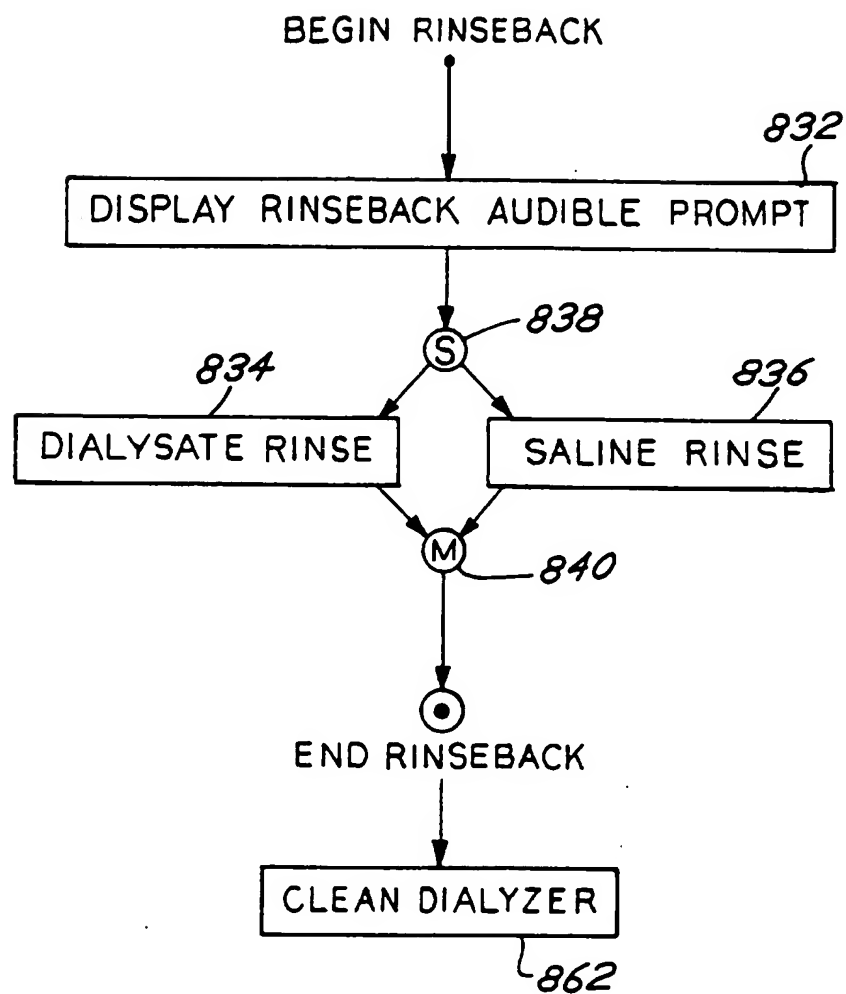 BEGIN RINSEBACK
832
DISPLAY RINSEBACK AUDIBLE PROMPT
838
S
834
836
DIALYSATE RINSE
SALINE RINSE
M
840
END RINSEBACK
CLEAN DIALYZER
862